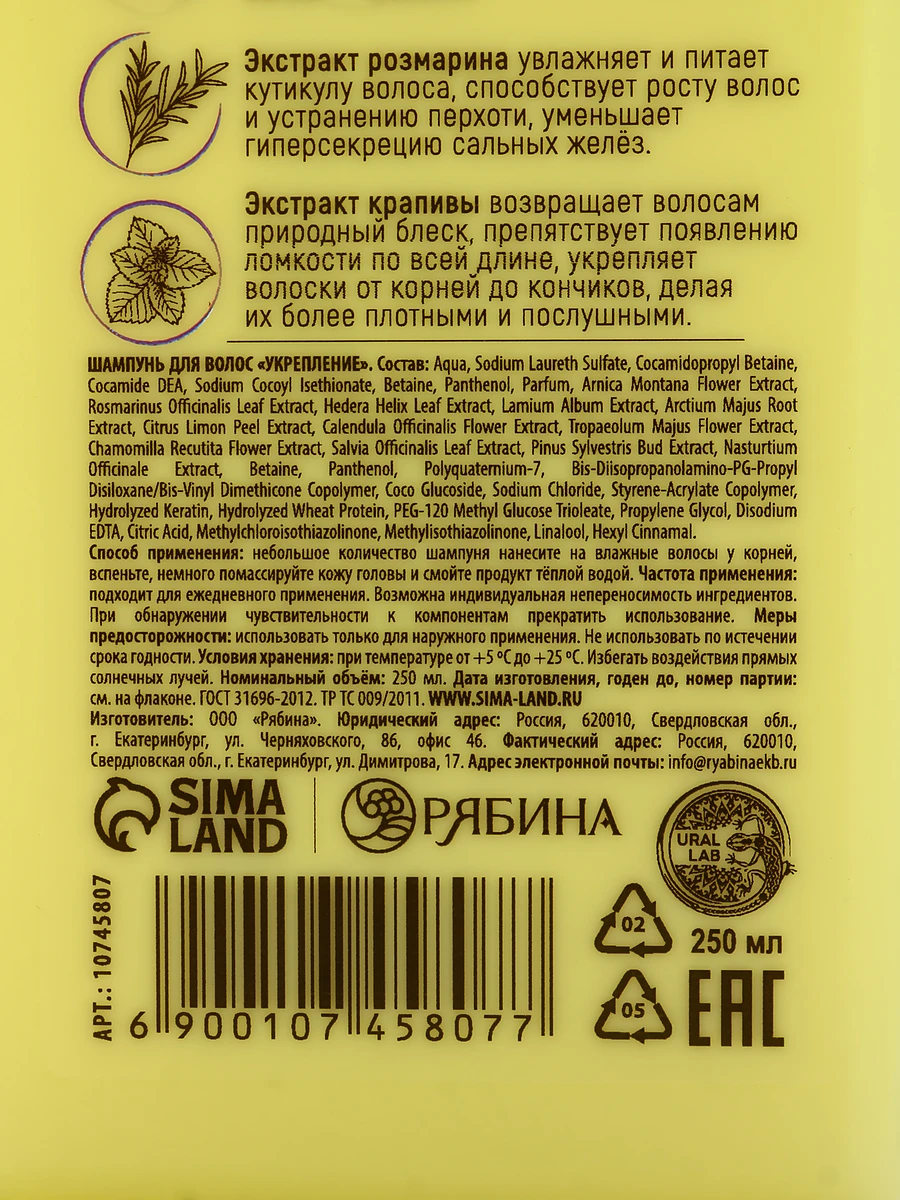 Экстракт розмарина увлажняет и питает
кутикулу волоса, способствует росту волос
и устранению перхоти, уменьшает
гиперсекрецию сальных желёз.
Экстракт крапивы возвращает волосам
природный блеск, препятствует появлению
ломкости по всей длине, укрепляет
волоски от корней до кончиков, делая
их более плотными и послушными.
ШАМПУНЬ ДЛЯ ВОЛОС «УКРЕПЛЕНИЕ». Состав: Aqua, Sodium Laureth Sulfate, Cocamidopropyl Betaine,
Cocamide DEA, Sodium Cocoyl Isethionate, Betaine, Panthenol, Parfum, Arnica Montana Flower Extract,
Rosmarinus Officinalis Leaf Extract, Hedera Helix Leaf Extract, Lamium Album Extract, Arctium Majus Root
Extract, Citrus Limon Peel Extract, Calendula Officinalis Flower Extract, Tropaeolum Majus Flower Extract,
Chamomilla Recutita Flower Extract, Salvia Officinalis Leaf Extract, Pinus Sylvestris Bud Extract, Nasturtium
Officinale Extract, Betaine, Panthenol, Polyquaternium-7, Bis-Diisopropanolamino-PG-Propyl
Disiloxane/Bis-Vinyl Dimethicone Copolymer, Coco Glucoside, Sodium Chloride, Styrene-Acrylate Copolymer,
Hydrolyzed Keratin, Hydrolyzed Wheat Protein, PEG-120 Methyl Glucose Trioleate, Propylene Glycol, Disodium
EDTA, Citric Acid, Methylchloroisothiazolinone, Methylisothiazolinone, Linalool, Hexyl Cinnamal.
Способ применения: небольшое количество шампуня нанесите на влажные волосы у корней,
вспеньте, немного помассируйте кожу головы и смойте продукт тёплой водой. Частота применения:
подходит для ежедневного применения. Возможна индивидуальная непереносимость ингредиентов.
При обнаружении чувствительности к компонентам прекратить использование. Меры
предосторожности: использовать только для наружного применения. Не использовать по истечении
срока годности. Условия хранения: при температуре от +5 ºС до +25 ºС. Избегать воздействия прямых
солнечных лучей. Номинальный объём: 250 мл. Дата изготовления, годен до, номер партии:
см. на флаконе. ГОСТ 31696-2012. ТР ТС 009/2011. WWW.SIMA-LAND.RU
Изготовитель: ООО «Рябина». Юридический адрес: Россия, 620010, Свердловская обл.,
г. Екатеринбург, ул. Черняховского, 86, офис 46. Фактический адрес: Россия, 620010,
Свердловская обл., г. Екатеринбург, ул. Димитрова, 17. Адрес электронной почты: info@ryabinaekb.ru
SIMA
LAND
РЯБИНА
URAL
LAB
АРТ.: 10745807
02
250 мл
05
EAC
6 900107 458077